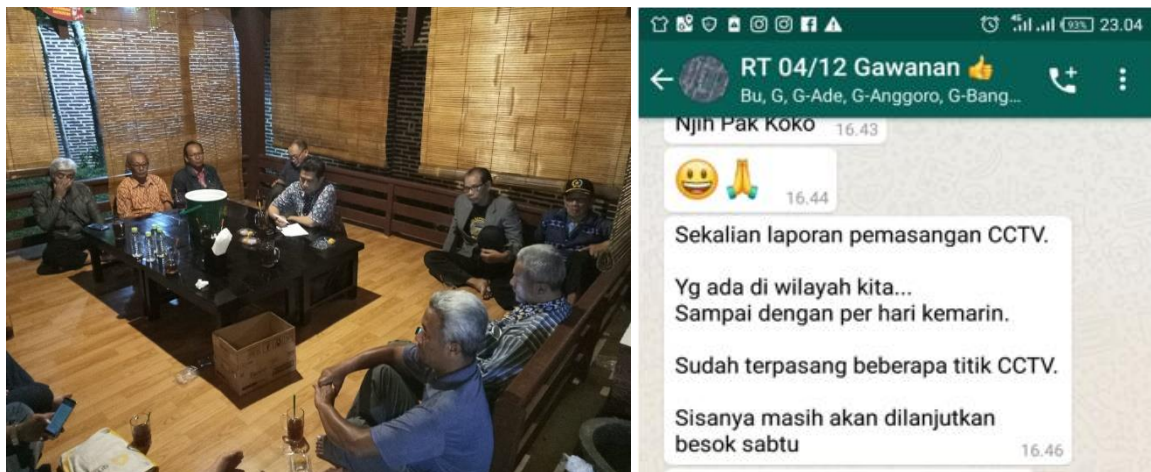 93% 23.04
RT 04/12 Gawanan 👍
Bu, G, G-Ade, G-Anggoro, G-Bang...
Njih Pak Koko 16.43
😃🙏 16.44
Sekalian laporan pemasangan CCTV.
Yg ada di wilayah kita...
Sampai dengan per hari kemarin.
Sudah terpasang beberapa titik CCTV.
Sisanya masih akan dilanjutkan
besok sabtu 16.46